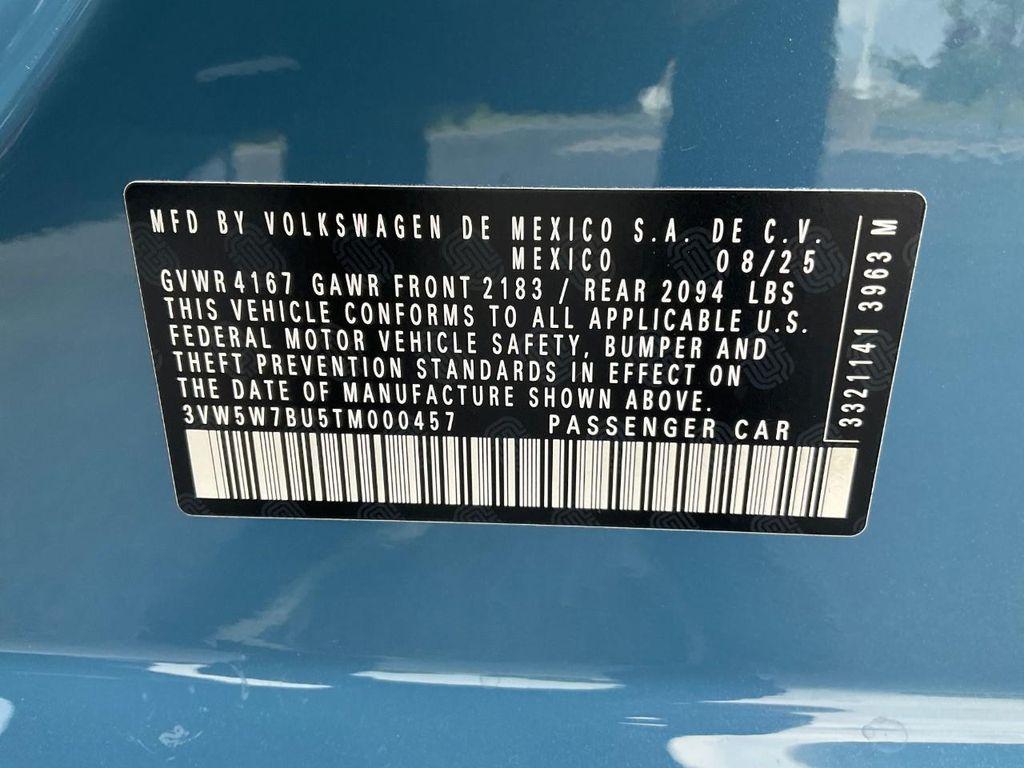 MFD BY VOLKSWAGEN DE MEXICO S.A. DE C.V.
MEXICO 08/25
GVWR 4167 GAWR FRONT 2183 / REAR 2094 LBS
THIS VEHICLE CONFORMS TO ALL APPLICABLE U.S.
FEDERAL MOTOR VEHICLE SAFETY, BUMPER AND
THEFT PREVENTION STANDARDS IN EFFECT ON
THE DATE OF MANUFACTURE SHOWN ABOVE.
3VW5W7BU5TM000457 PASSENGER CAR
3321141 3963 M